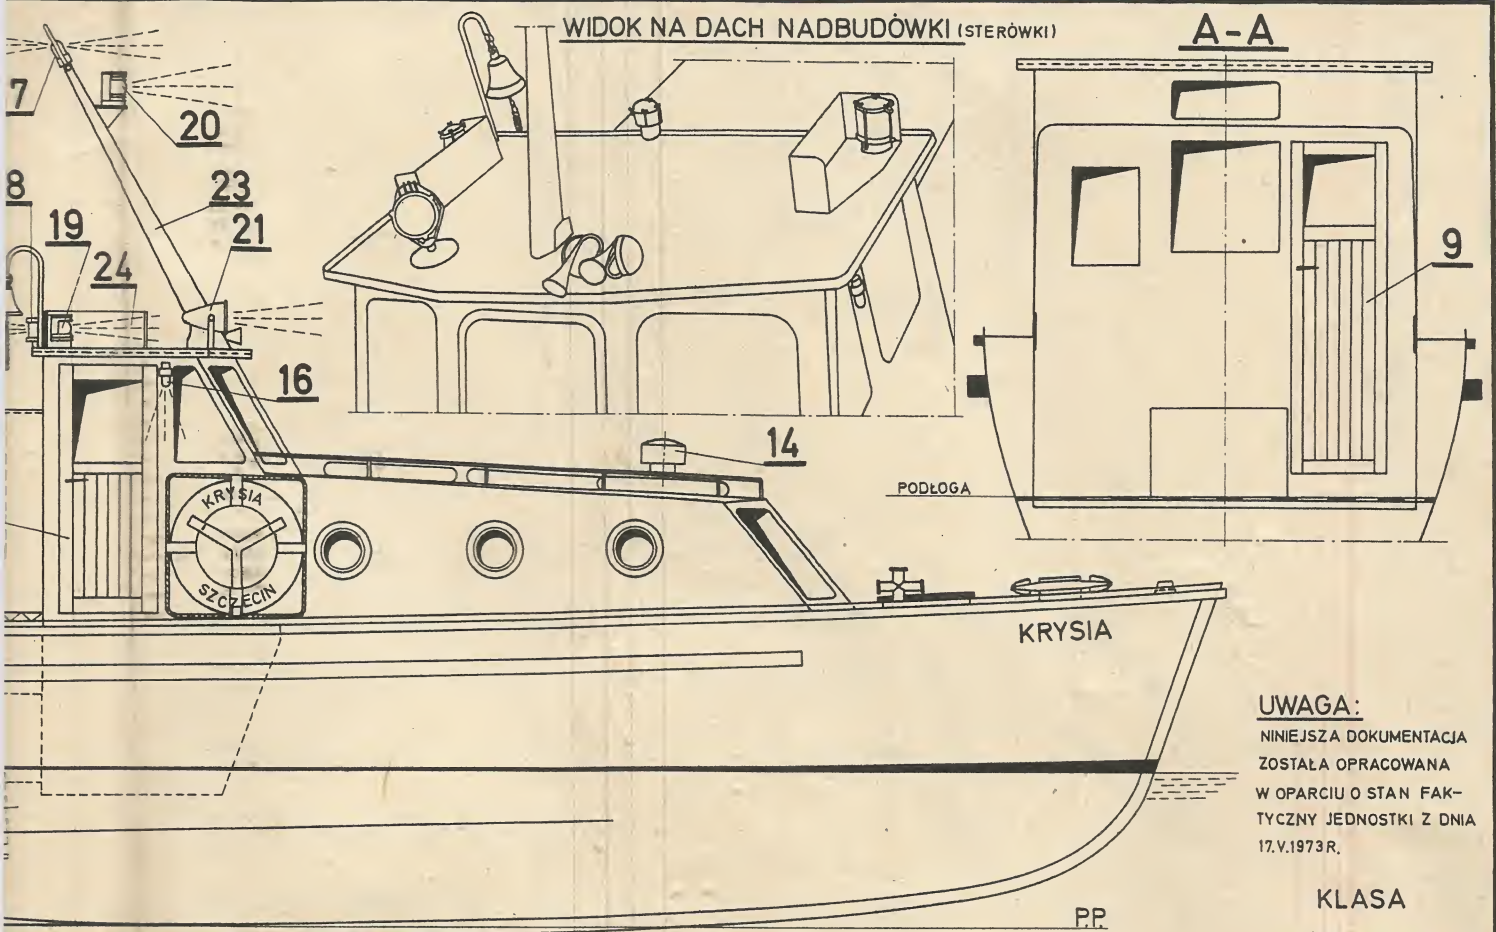 WIDOK NA DACH NADBUDÓWKI (STERÓWKI)
A-A
7
20
8
23
19
21
24
9
16
14
PODŁOGA
KRYSIA
SZCZECIN
KRYSIA
UWAGA:
NINIEJSZA DOKUMENTACJA
ZOSTAŁA OPRACOWANA
W OPARCIU O STAN FAK-
TYCZNY JEDNOSTKI Z DNIA
17.V.1973R.
KLASA
P.P.